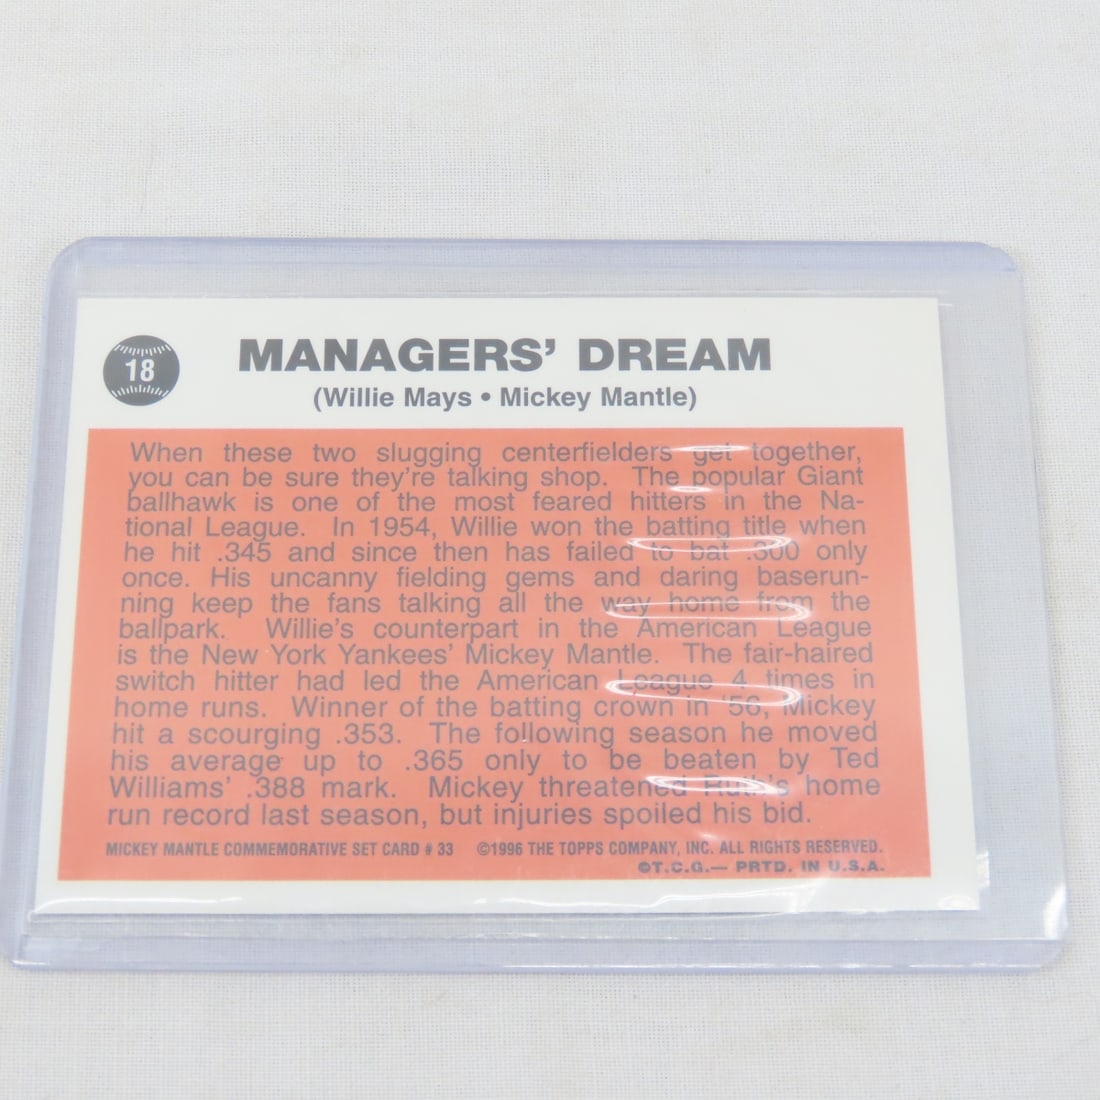 18
MANAGERS' DREAM
(Willie Mays • Mickey Mantle)
When these two slugging centerfielders get together,
you can be sure they're talking shop. The popular Giant
ballhawk is one of the most feared hitters in the Na-
tional League. In 1954, Willie won the batting title when
he hit .345 and since then has failed to bat .300 only
once. His uncanny fielding gems and daring baserun-
ning keep the fans talking all the way home from the
ballpark. Willie's counterpart in the American League
is the New York Yankees' Mickey Mantle. The fair-haired
switch hitter had led the American League 4 times in
home runs. Winner of the batting crown in '56, Mickey
hit a scourging .353. The following season he moved
his average up to .365 only to be beaten by Ted
Williams' .388 mark. Mickey threatened Ruth's home
run record last season, but injuries spoiled his bid.
MICKEY MANTLE COMMEMORATIVE SET CARD # 33 ©1996 THE TOPPS COMPANY, INC. ALL RIGHTS RESERVED.
©T.C.G.— PRTD. IN U.S.A.